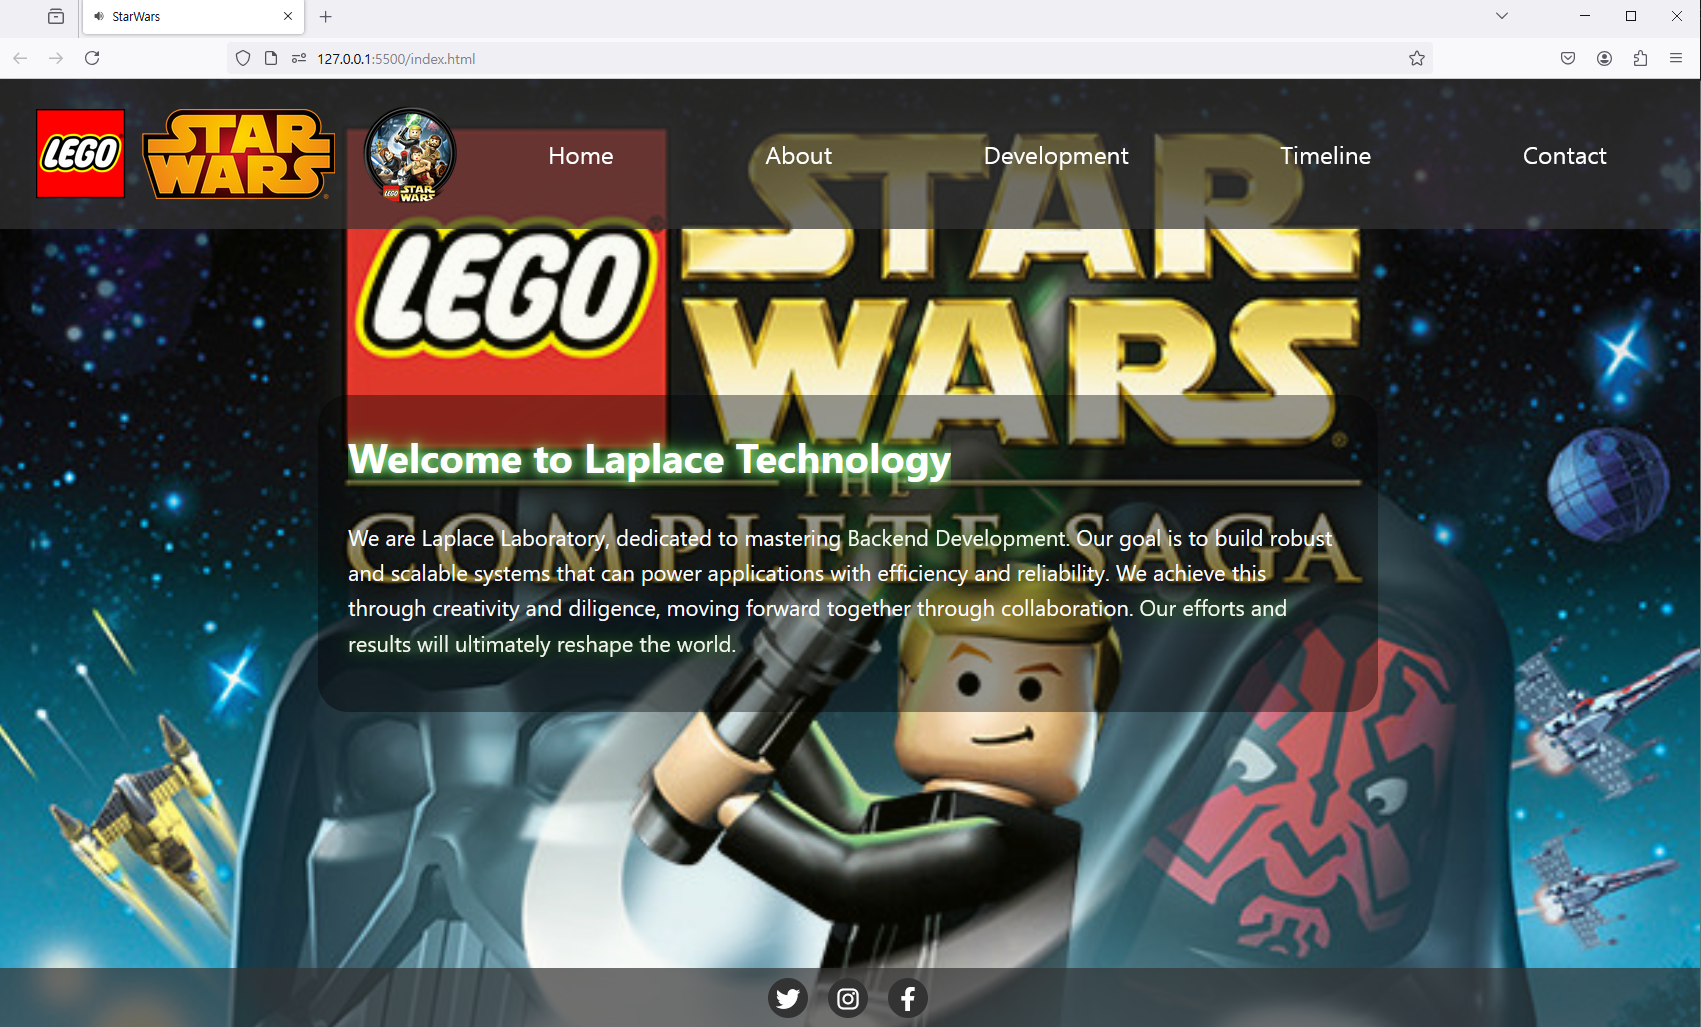 StarWars
127.0.0.1:5500/index.html
LEGO
STAR
WARS
LEGO STAR
WARS
Home
About
Development
Timeline
Contact
LEGO
STAR
WARS
THE
COMPLETE SAGA
Welcome to Laplace Technology
We are Laplace Laboratory, dedicated to mastering Backend Development. Our goal is to build robust
and scalable systems that can power applications with efficiency and reliability. We achieve this
through creativity and diligence, moving forward together through collaboration. Our efforts and
results will ultimately reshape the world.